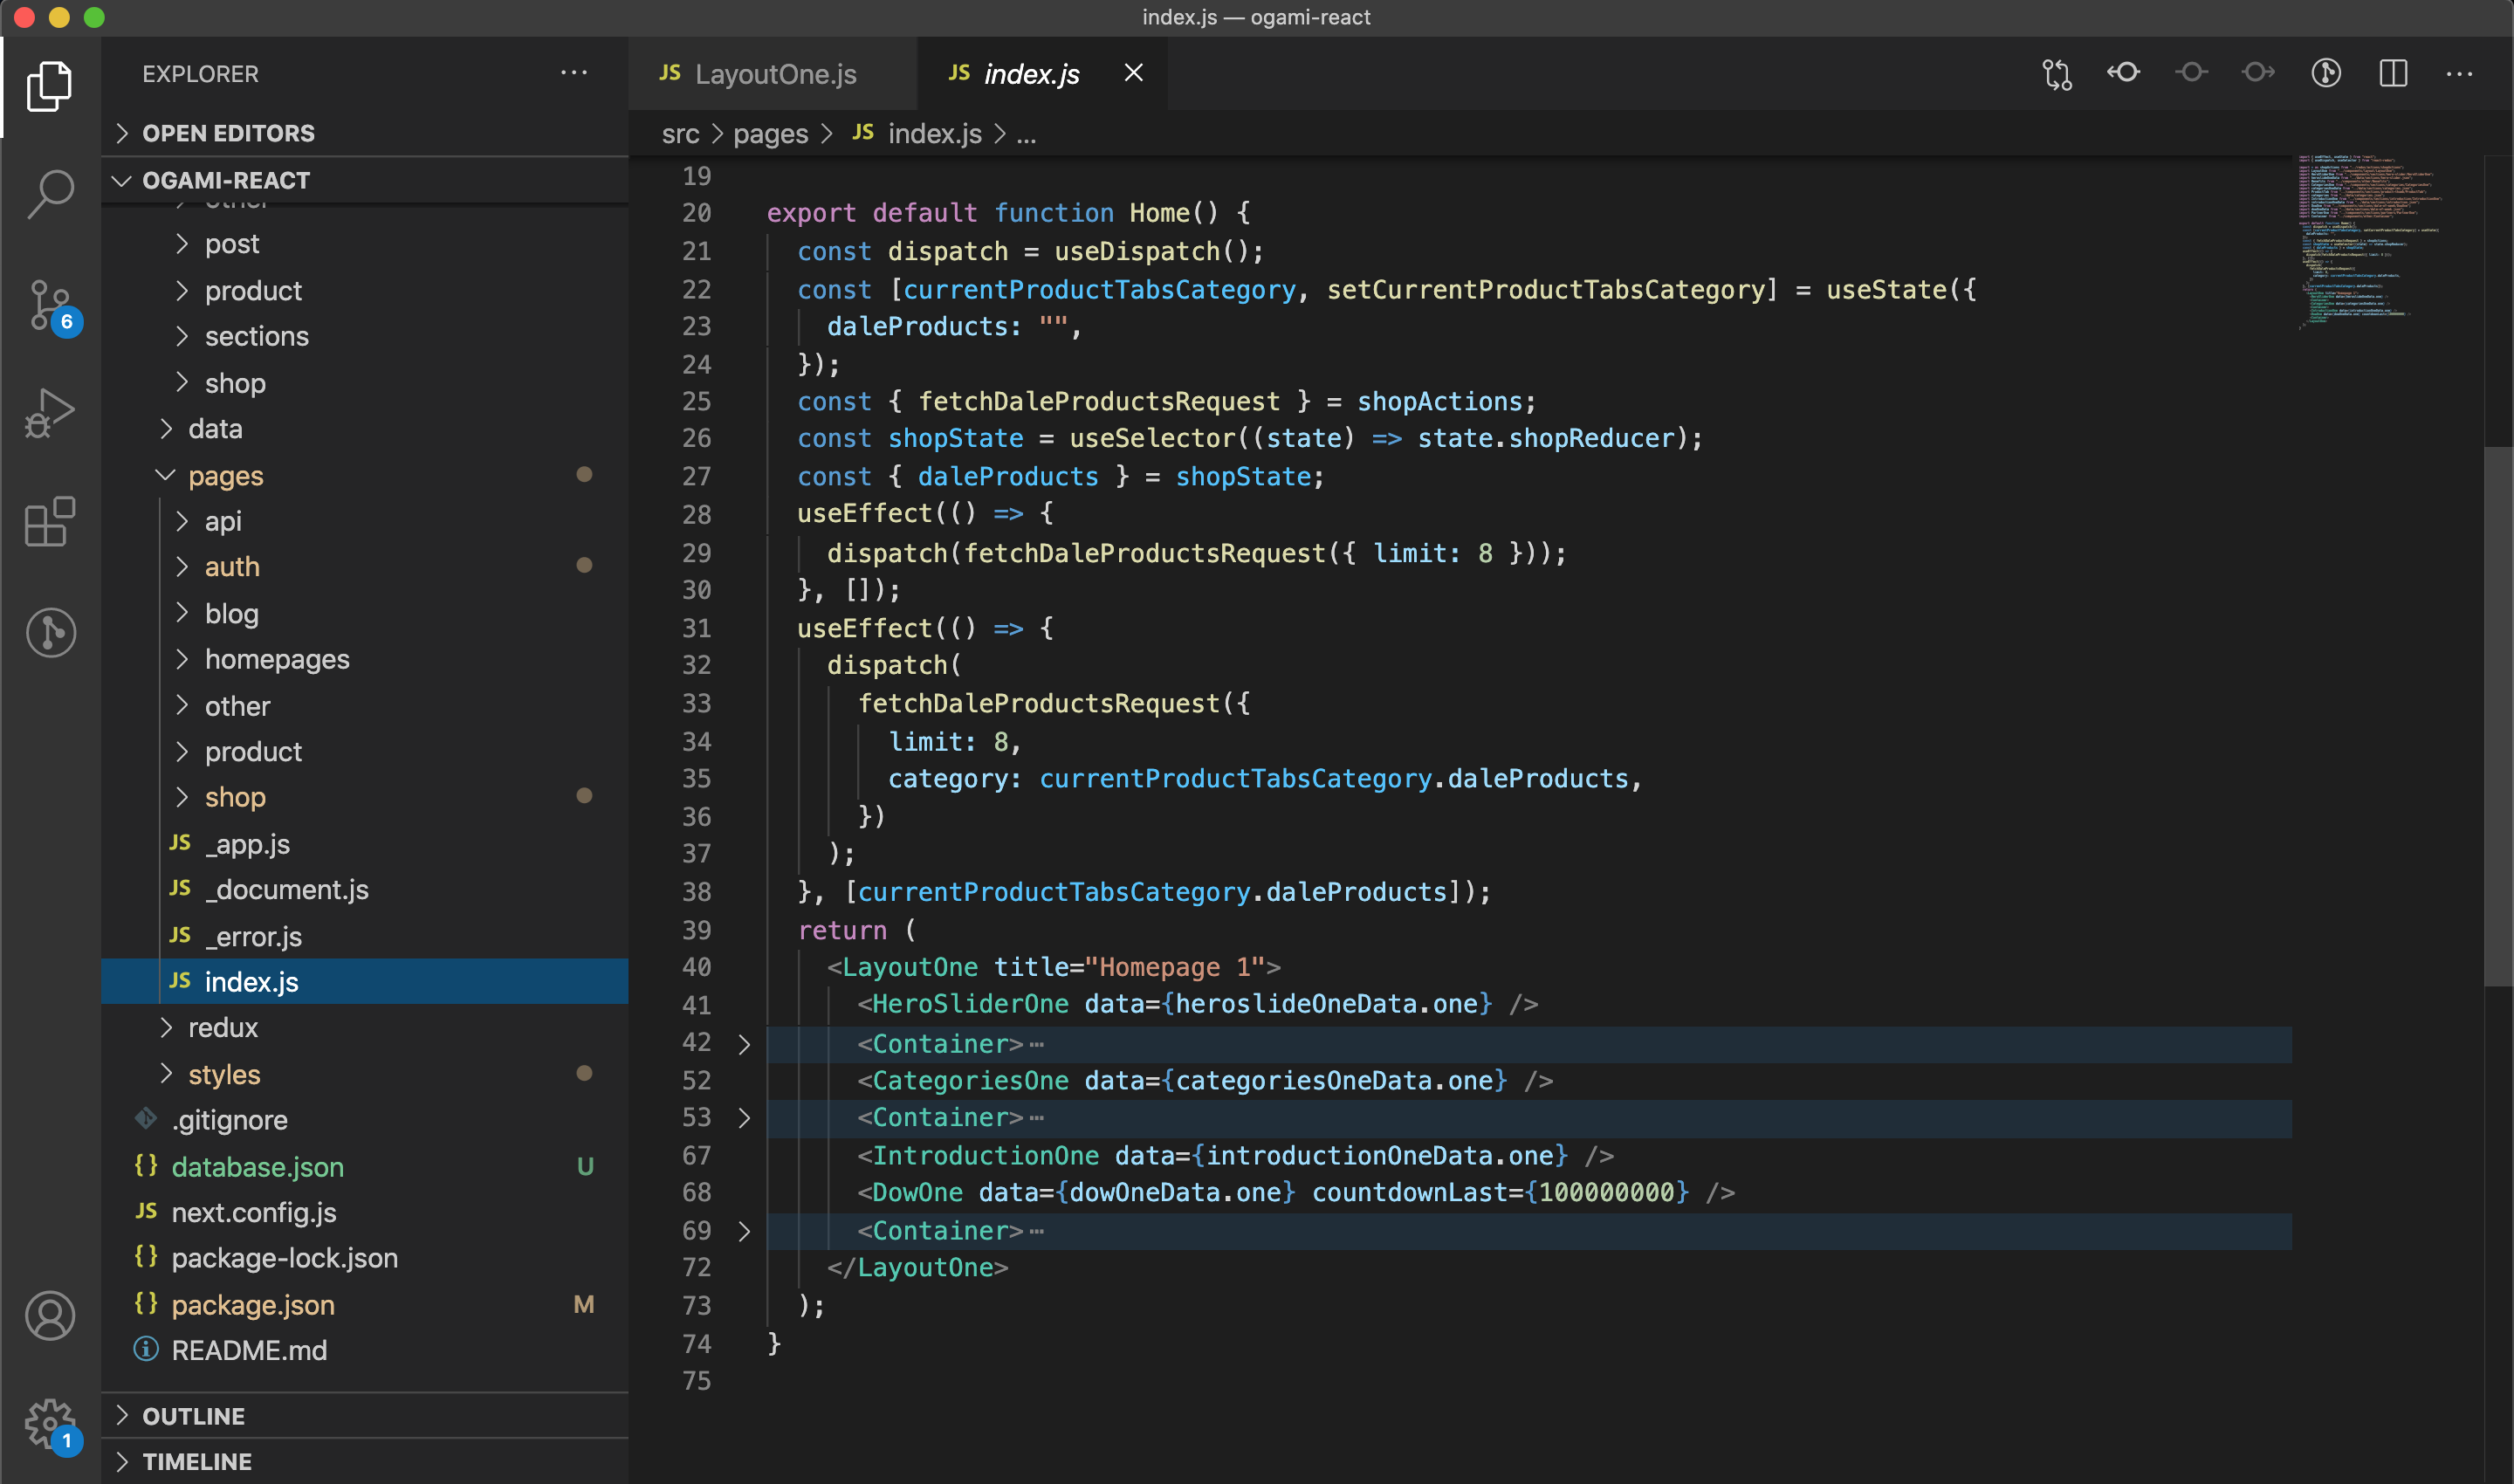 index.js — ogami-react
EXPLORER
OPEN EDITORS
OGAMI-REACT
other
post
product
sections
shop
data
pages
api
auth
blog
homepages
other
product
shop
JS _app.js
JS _document.js
JS _error.js
JS index.js
redux
styles
.gitignore
{} database.json U
JS next.config.js
{} package-lock.json
{} package.json M
README.md
OUTLINE
TIMELINE
6
1
JS LayoutOne.js
JS index.js
src > pages > JS index.js > ...
19
20 export default function Home() {
21 const dispatch = useDispatch();
22 const [currentProductTabsCategory, setCurrentProductTabsCategory] = useState({
23 daleProducts: "",
24 });
25 const { fetchDaleProductsRequest } = shopActions;
26 const shopState = useSelector((state) => state.shopReducer);
27 const { daleProducts } = shopState;
28 useEffect(() => {
29 dispatch(fetchDaleProductsRequest({ limit: 8 }));
30 }, []);
31 useEffect(() => {
32 dispatch(
33 fetchDaleProductsRequest({
34 limit: 8,
35 category: currentProductTabsCategory.daleProducts,
36 })
37 );
38 }, [currentProductTabsCategory.daleProducts]);
39 return (
40 <LayoutOne title="Homepage 1">
41 <HeroSliderOne data={heroslideOneData.one} />
42 <Container>⋯
52 <CategoriesOne data={categoriesOneData.one} />
53 <Container>⋯
67 <IntroductionOne data={introductionOneData.one} />
68 <DowOne data={dowOneData.one} countdownLast={100000000} />
69 <Container>⋯
72 </LayoutOne>
73 );
74 }
75